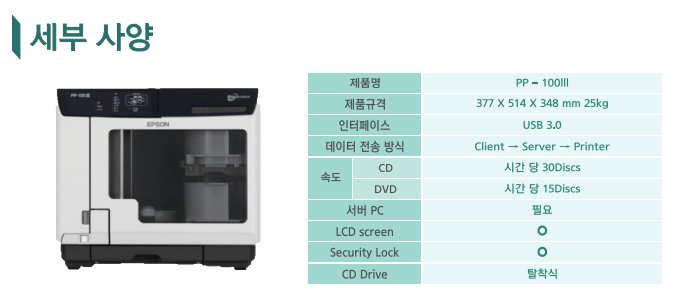 세부 사양
PP-100Ⅲ
EPSON
제품명 PP – 100lll
제품규격 377 X 514 X 348 mm 25kg
인터페이스 USB 3.0
데이터 전송 방식 Client → Server → Printer
속도 CD 시간 당 30Discs
DVD 시간 당 15Discs
서버 PC 필요
LCD screen O
Security Lock O
CD Drive 탈착식